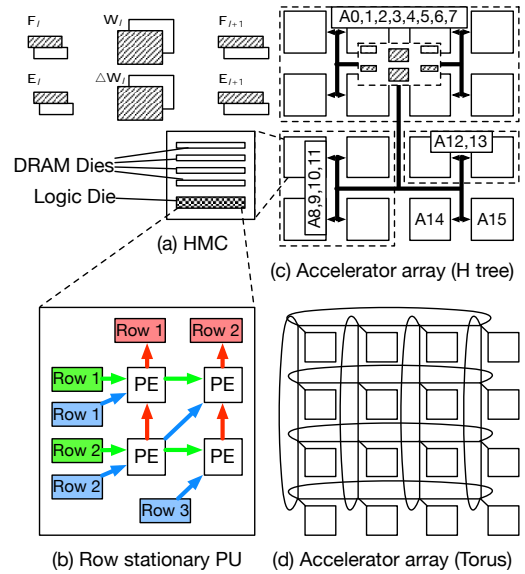 F_l W_l F_{l+1}
E_l △W_l E_{l+1}
A0,1,2,3,4,5,6,7
DRAM Dies
Logic Die
(a) HMC
A8,9,10,11
A12,13
A14 A15
(c) Accelerator array (H tree)
Row 1 Row 2
Row 1 PE PE
Row 1
Row 2 PE PE
Row 2
Row 3
(b) Row stationary PU
(d) Accelerator array (Torus)